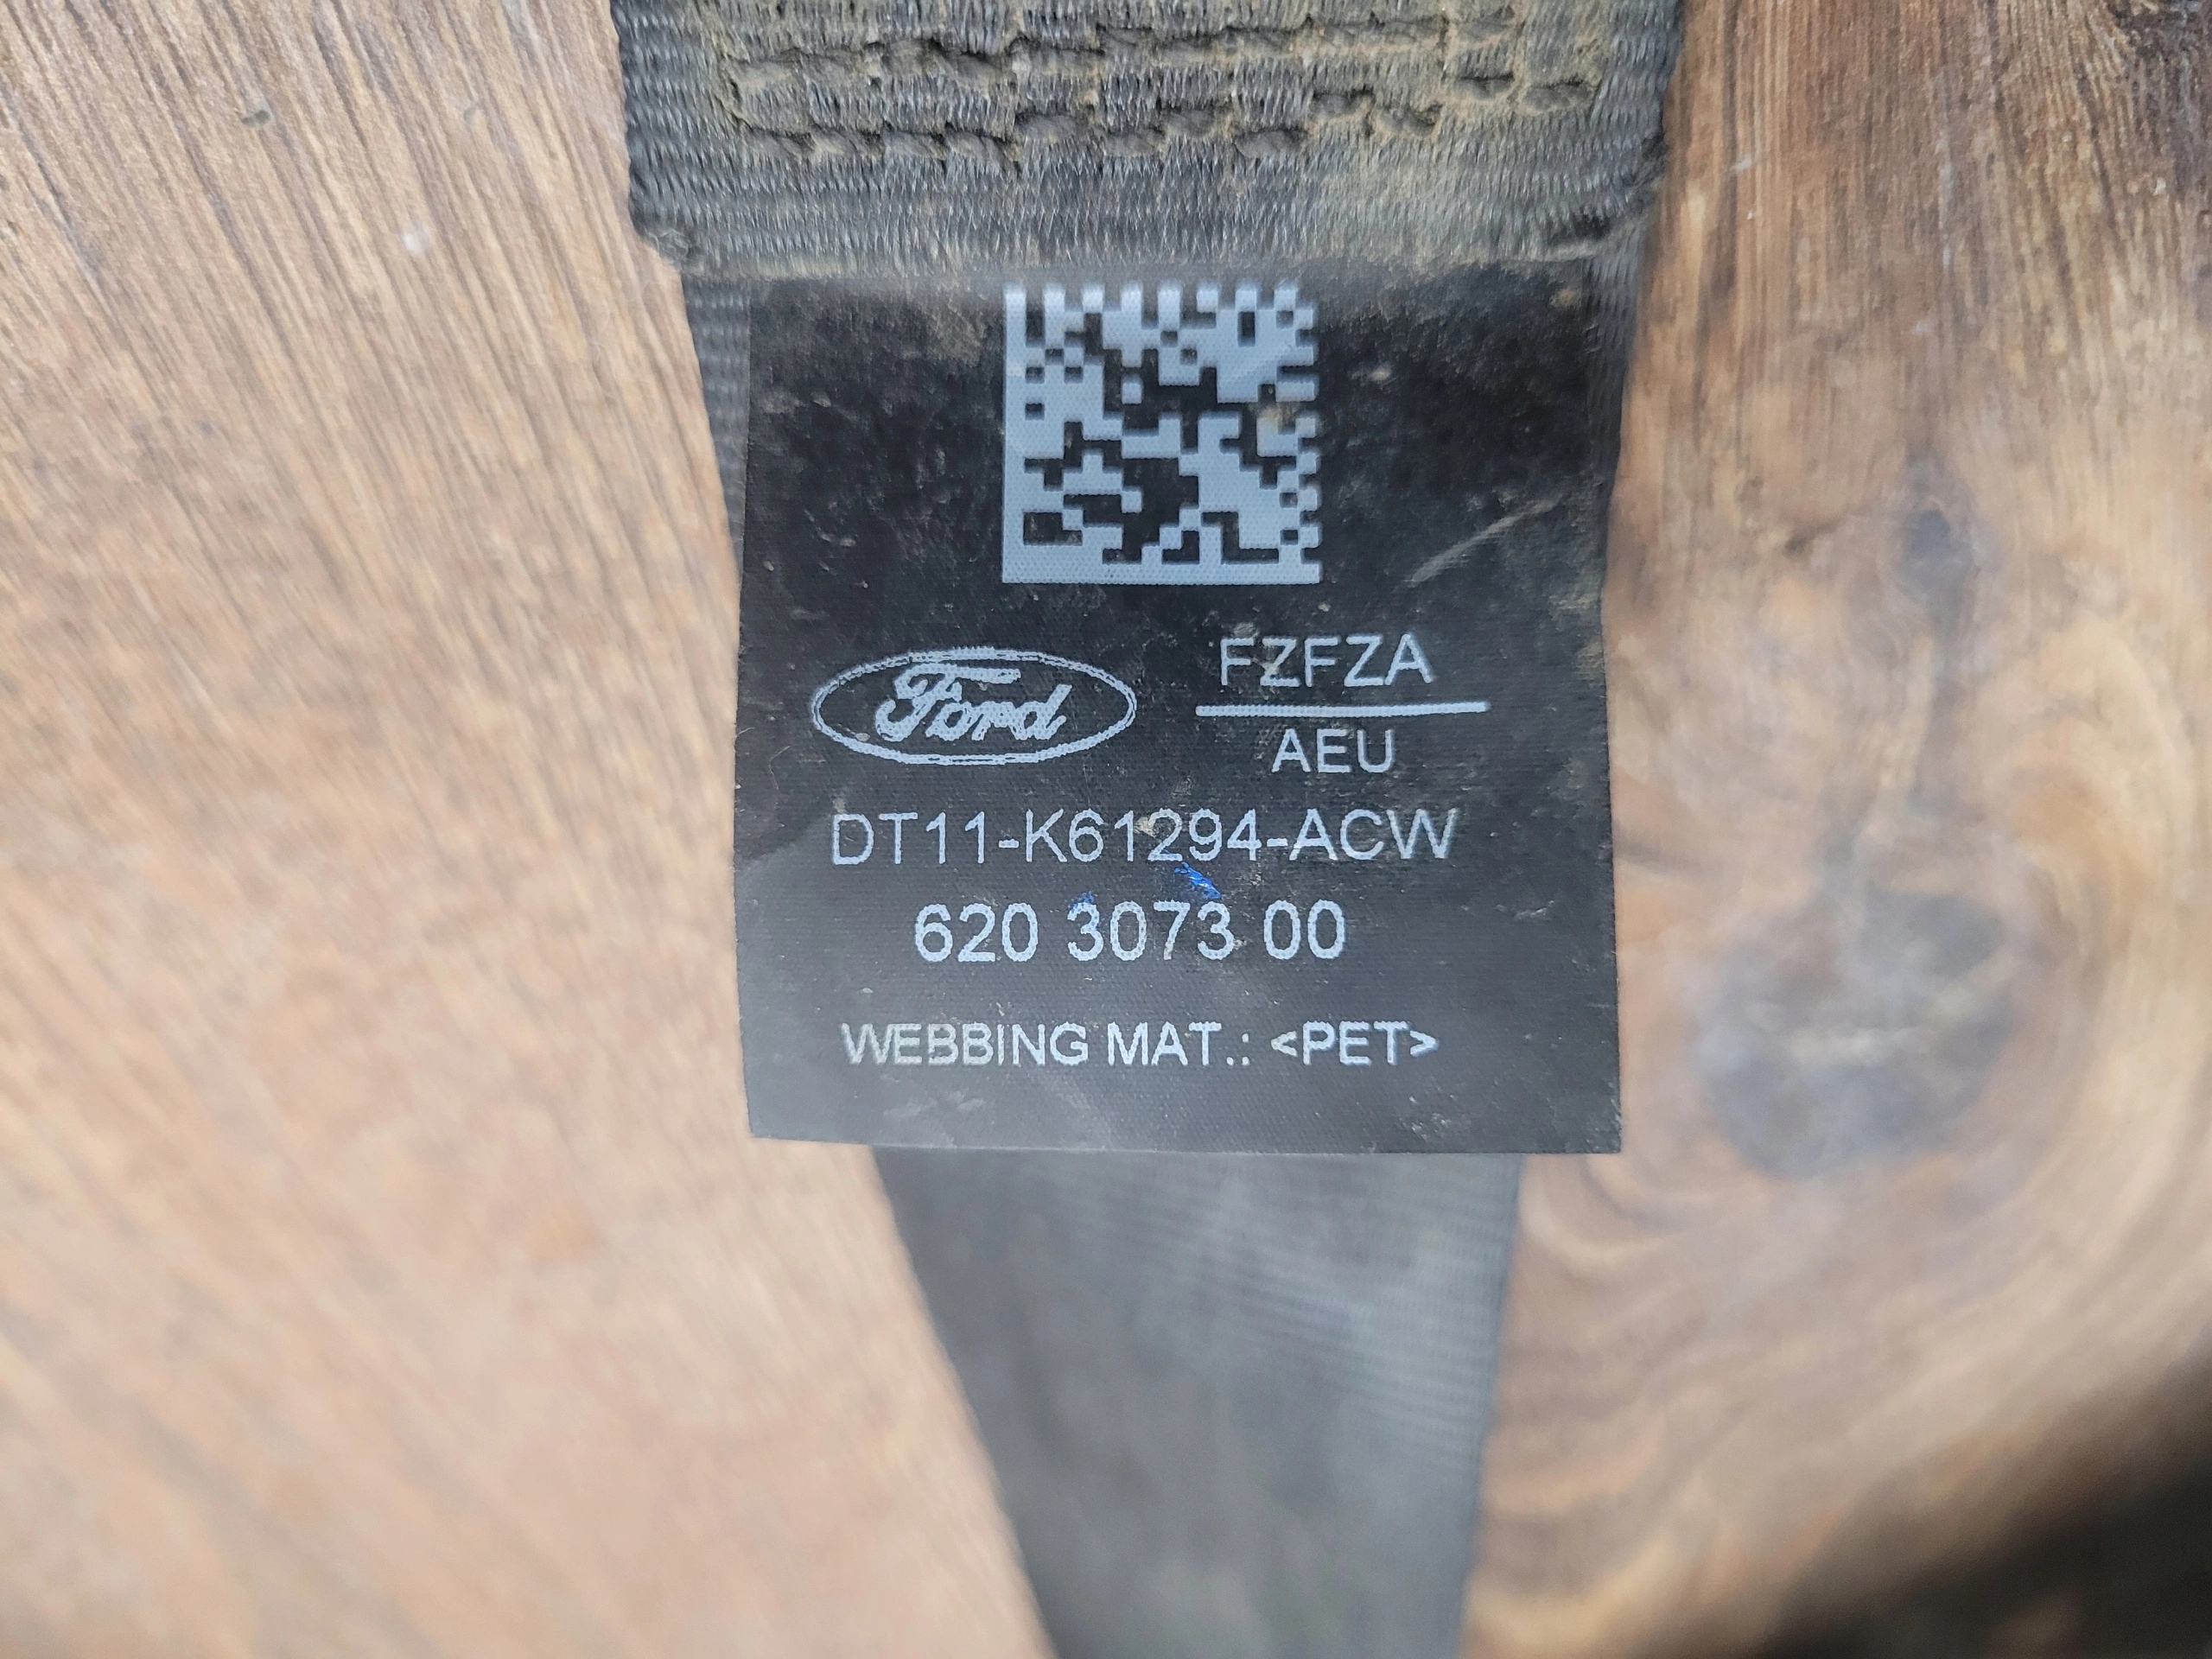 FZFZA
Ford
AEU
DT11-K61294-ACW
620 3073 00
WEBBING MAT.: <PET>